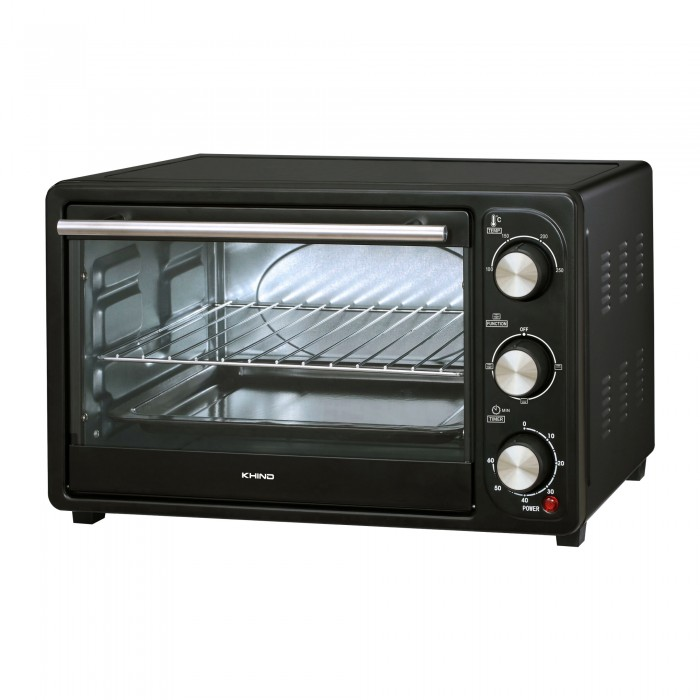 °C
TEMP.
150 200
100 250
FUNCTION
OFF
MIN
TIMER
0
10
60 20
50 30
40
POWER
KHIND